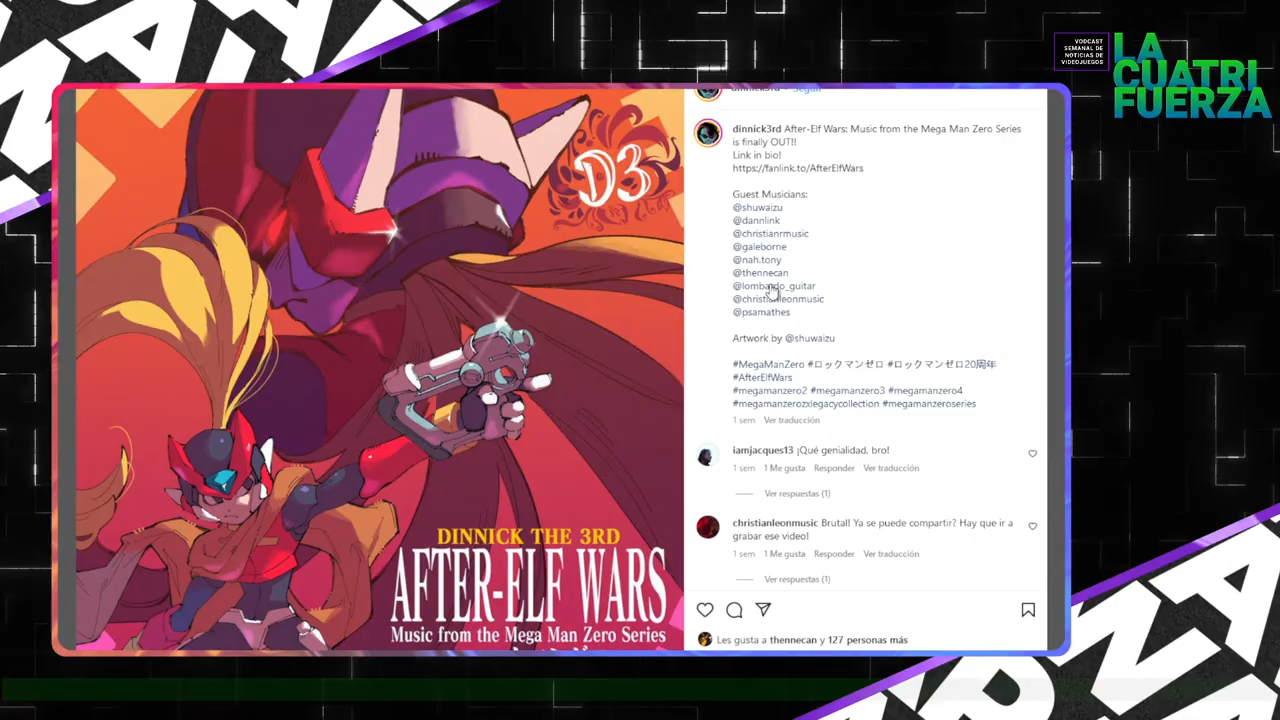 VODCAST
SEMANAL DE
NOTICIAS DE
VIDEOJUEGOS
LA
CUATRI
FUERZA
D3
DINNICK THE 3RD
AFTER-ELF WARS
Music from the Mega Man Zero Series
dinnick3rd • Seguir
dinnick3rd After-Elf Wars: Music from the Mega Man Zero Series
is finally OUT!!
Link in bio!
https://fanlink.to/AfterElfWars
Guest Musicians:
@shuwaizu
@dannlink
@christianrmusic
@galeborne
@nah.tony
@thennecan
@lombardo_guitar
@christianleonmusic
@psamathes
Artwork by @shuwaizu
#MegaManZero #ロックマンゼロ #ロックマンゼロ20周年
#AfterElfWars
#megamanzero2 #megamanzero3 #megamanzero4
#megamanzerozxlegacycollection #megamanzeroseries
1 sem Ver traducción
iamjacques13 ¡Qué genialidad, bro!
1 sem 1 Me gusta Responder Ver traducción
Ver respuestas (1)
christianleonmusic Brutal! Ya se puede compartir? Hay que ir a
grabar ese video!
1 sem 1 Me gusta Responder Ver traducción
Ver respuestas (1)
Les gusta a thennecan y 127 personas más